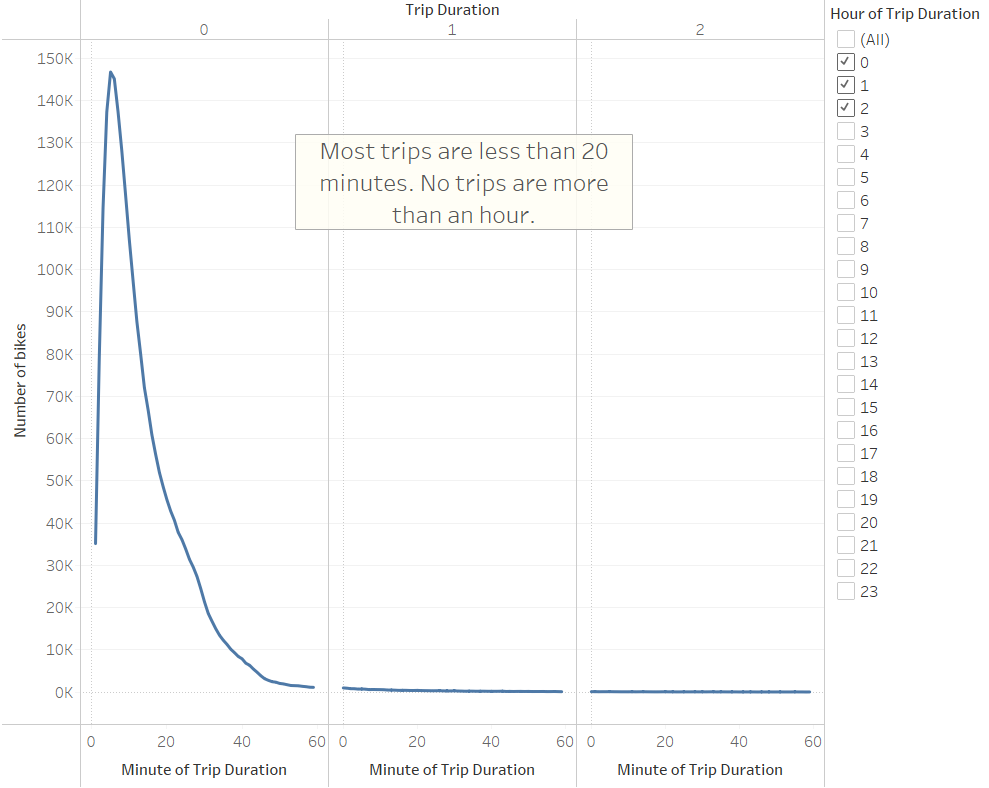 Trip Duration
0
1
2
Hour of Trip Duration
(All)
0
1
2
3
4
5
6
7
8
9
10
11
12
13
14
15
16
17
18
19
20
21
22
23
150K
140K
130K
120K
110K
100K
90K
80K
70K
60K
50K
40K
30K
20K
10K
0K
Number of bikes
Most trips are less than 20
minutes. No trips are more
than an hour.
0 20 40 60 0 20 40 60 0 20 40 60
Minute of Trip Duration
Minute of Trip Duration
Minute of Trip Duration